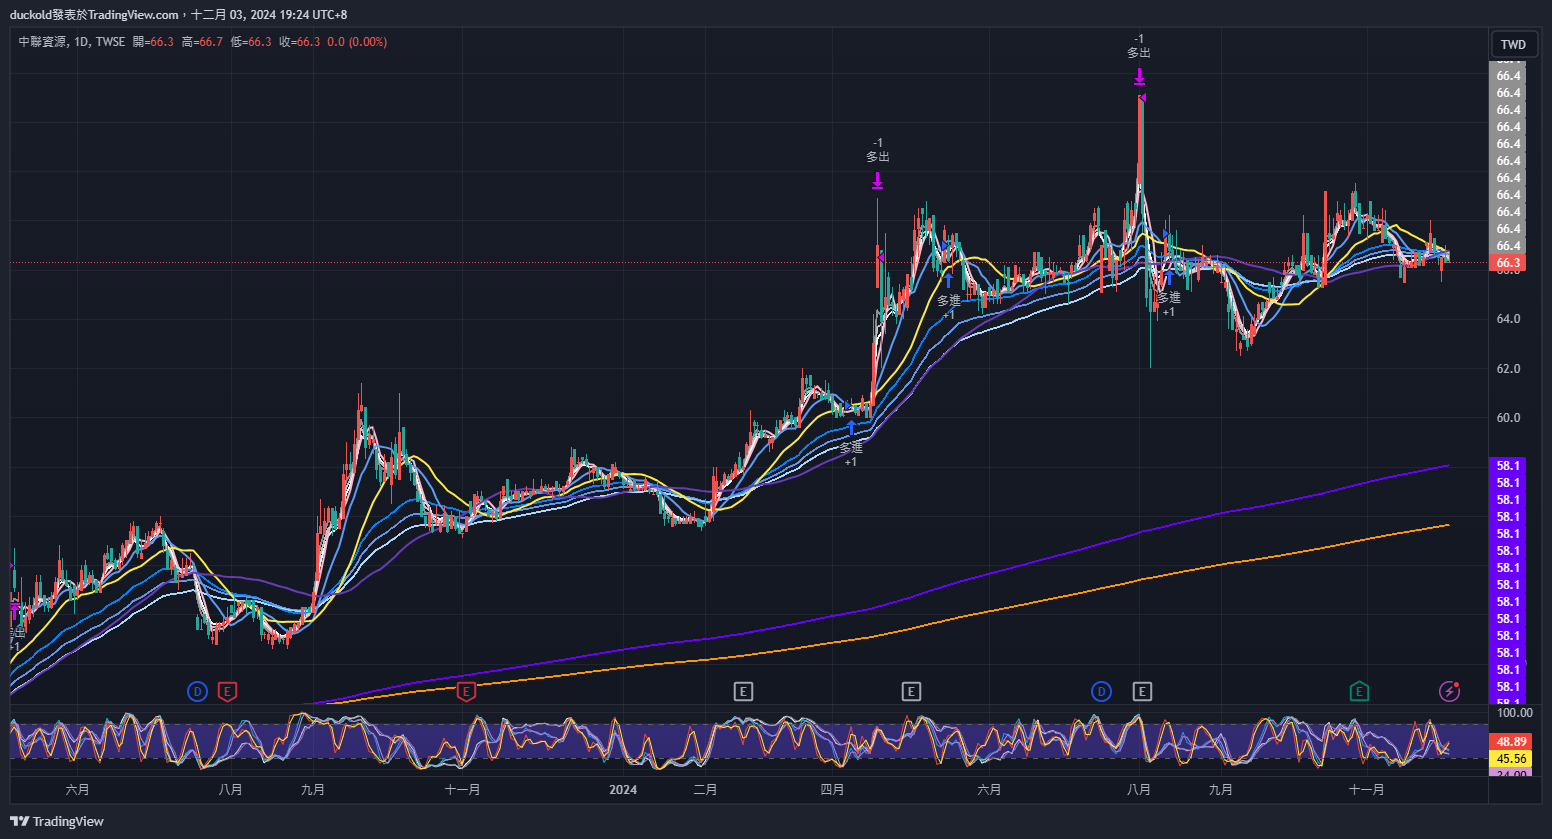 duckold發表於TradingView.com，十二月 03, 2024 19:24 UTC+8
中聯資源, 1D, TWSE 開=66.3 高=66.7 低=66.3 收=66.3 0.0 (0.00%)
TWD
-1
多出
66.4
66.4
66.4
66.4
66.4
66.4
66.4
66.4
66.4
66.4
66.4
66.3
-1
多出
多進
+1
多進
+1
64.0
62.0
60.0
多進
+1
58.1
58.1
58.1
58.1
58.1
58.1
58.1
58.1
58.1
58.1
58.1
58.1
58.1
58.1
+1
D
E
E
E
E
D
E
E
100.00
48.89
45.56
六月
八月
九月
十一月
2024
二月
四月
六月
八月
九月
十一月
TradingView